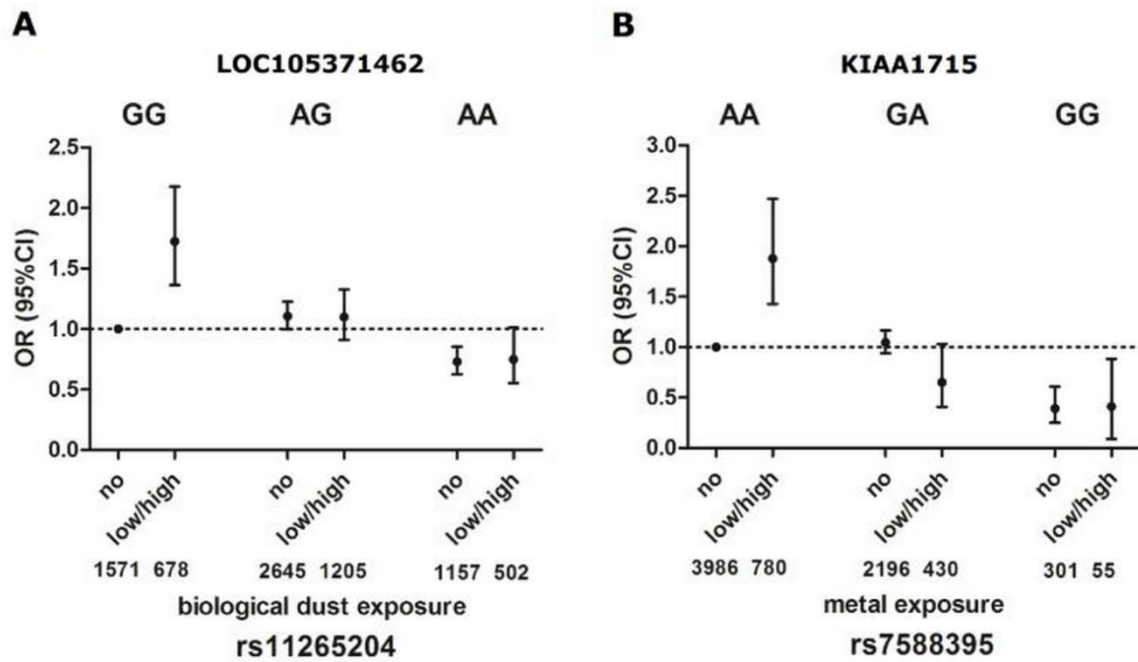 A
LOC105371462
GG AG AA
OR (95%CI)
2.5
2.0
1.5
1.0
0.5
0.0
no low/high no low/high no low/high
1571 678 2645 1205 1157 502
biological dust exposure
rs11265204
B
KIAA1715
AA GA GG
OR (95%CI)
3.0
2.5
2.0
1.5
1.0
0.5
0.0
no low/high no low/high no low/high
3986 780 2196 430 301 55
metal exposure
rs7588395